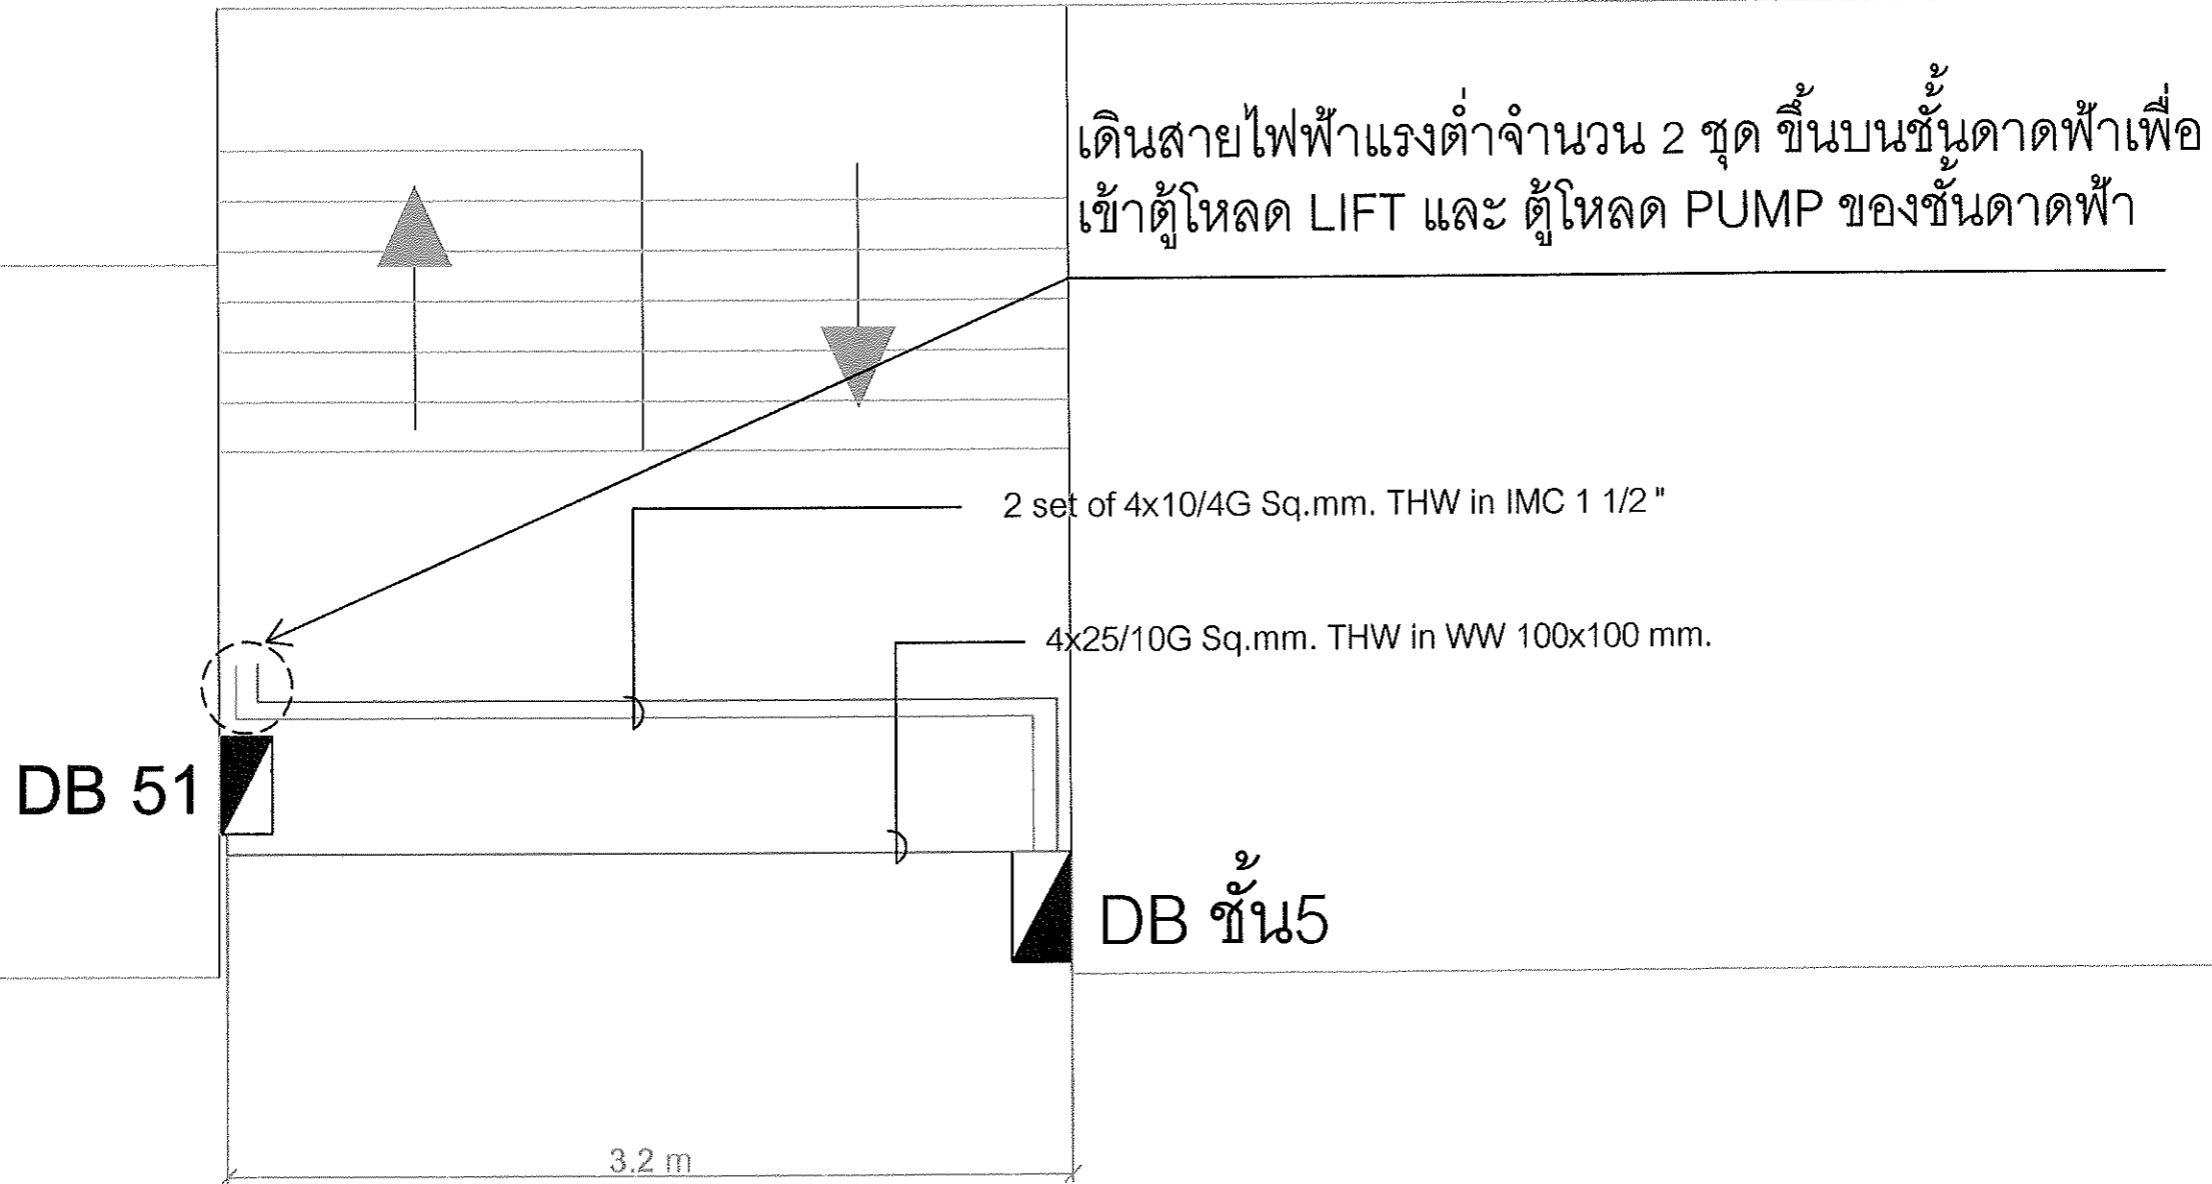 เดินสายไฟฟ้าแรงต่ำจำนวน 2 ชุด ขึ้นบนชั้นดาดฟ้าเพื่อ
เข้าตู้โหลด LIFT และ ตู้โหลด PUMP ของชั้นดาดฟ้า
2 set of 4x10/4G Sq.mm. THW in IMC 1 1/2 "
4x25/10G Sq.mm. THW in WW 100x100 mm.
DB 51
DB ชั้น5
3.2 m